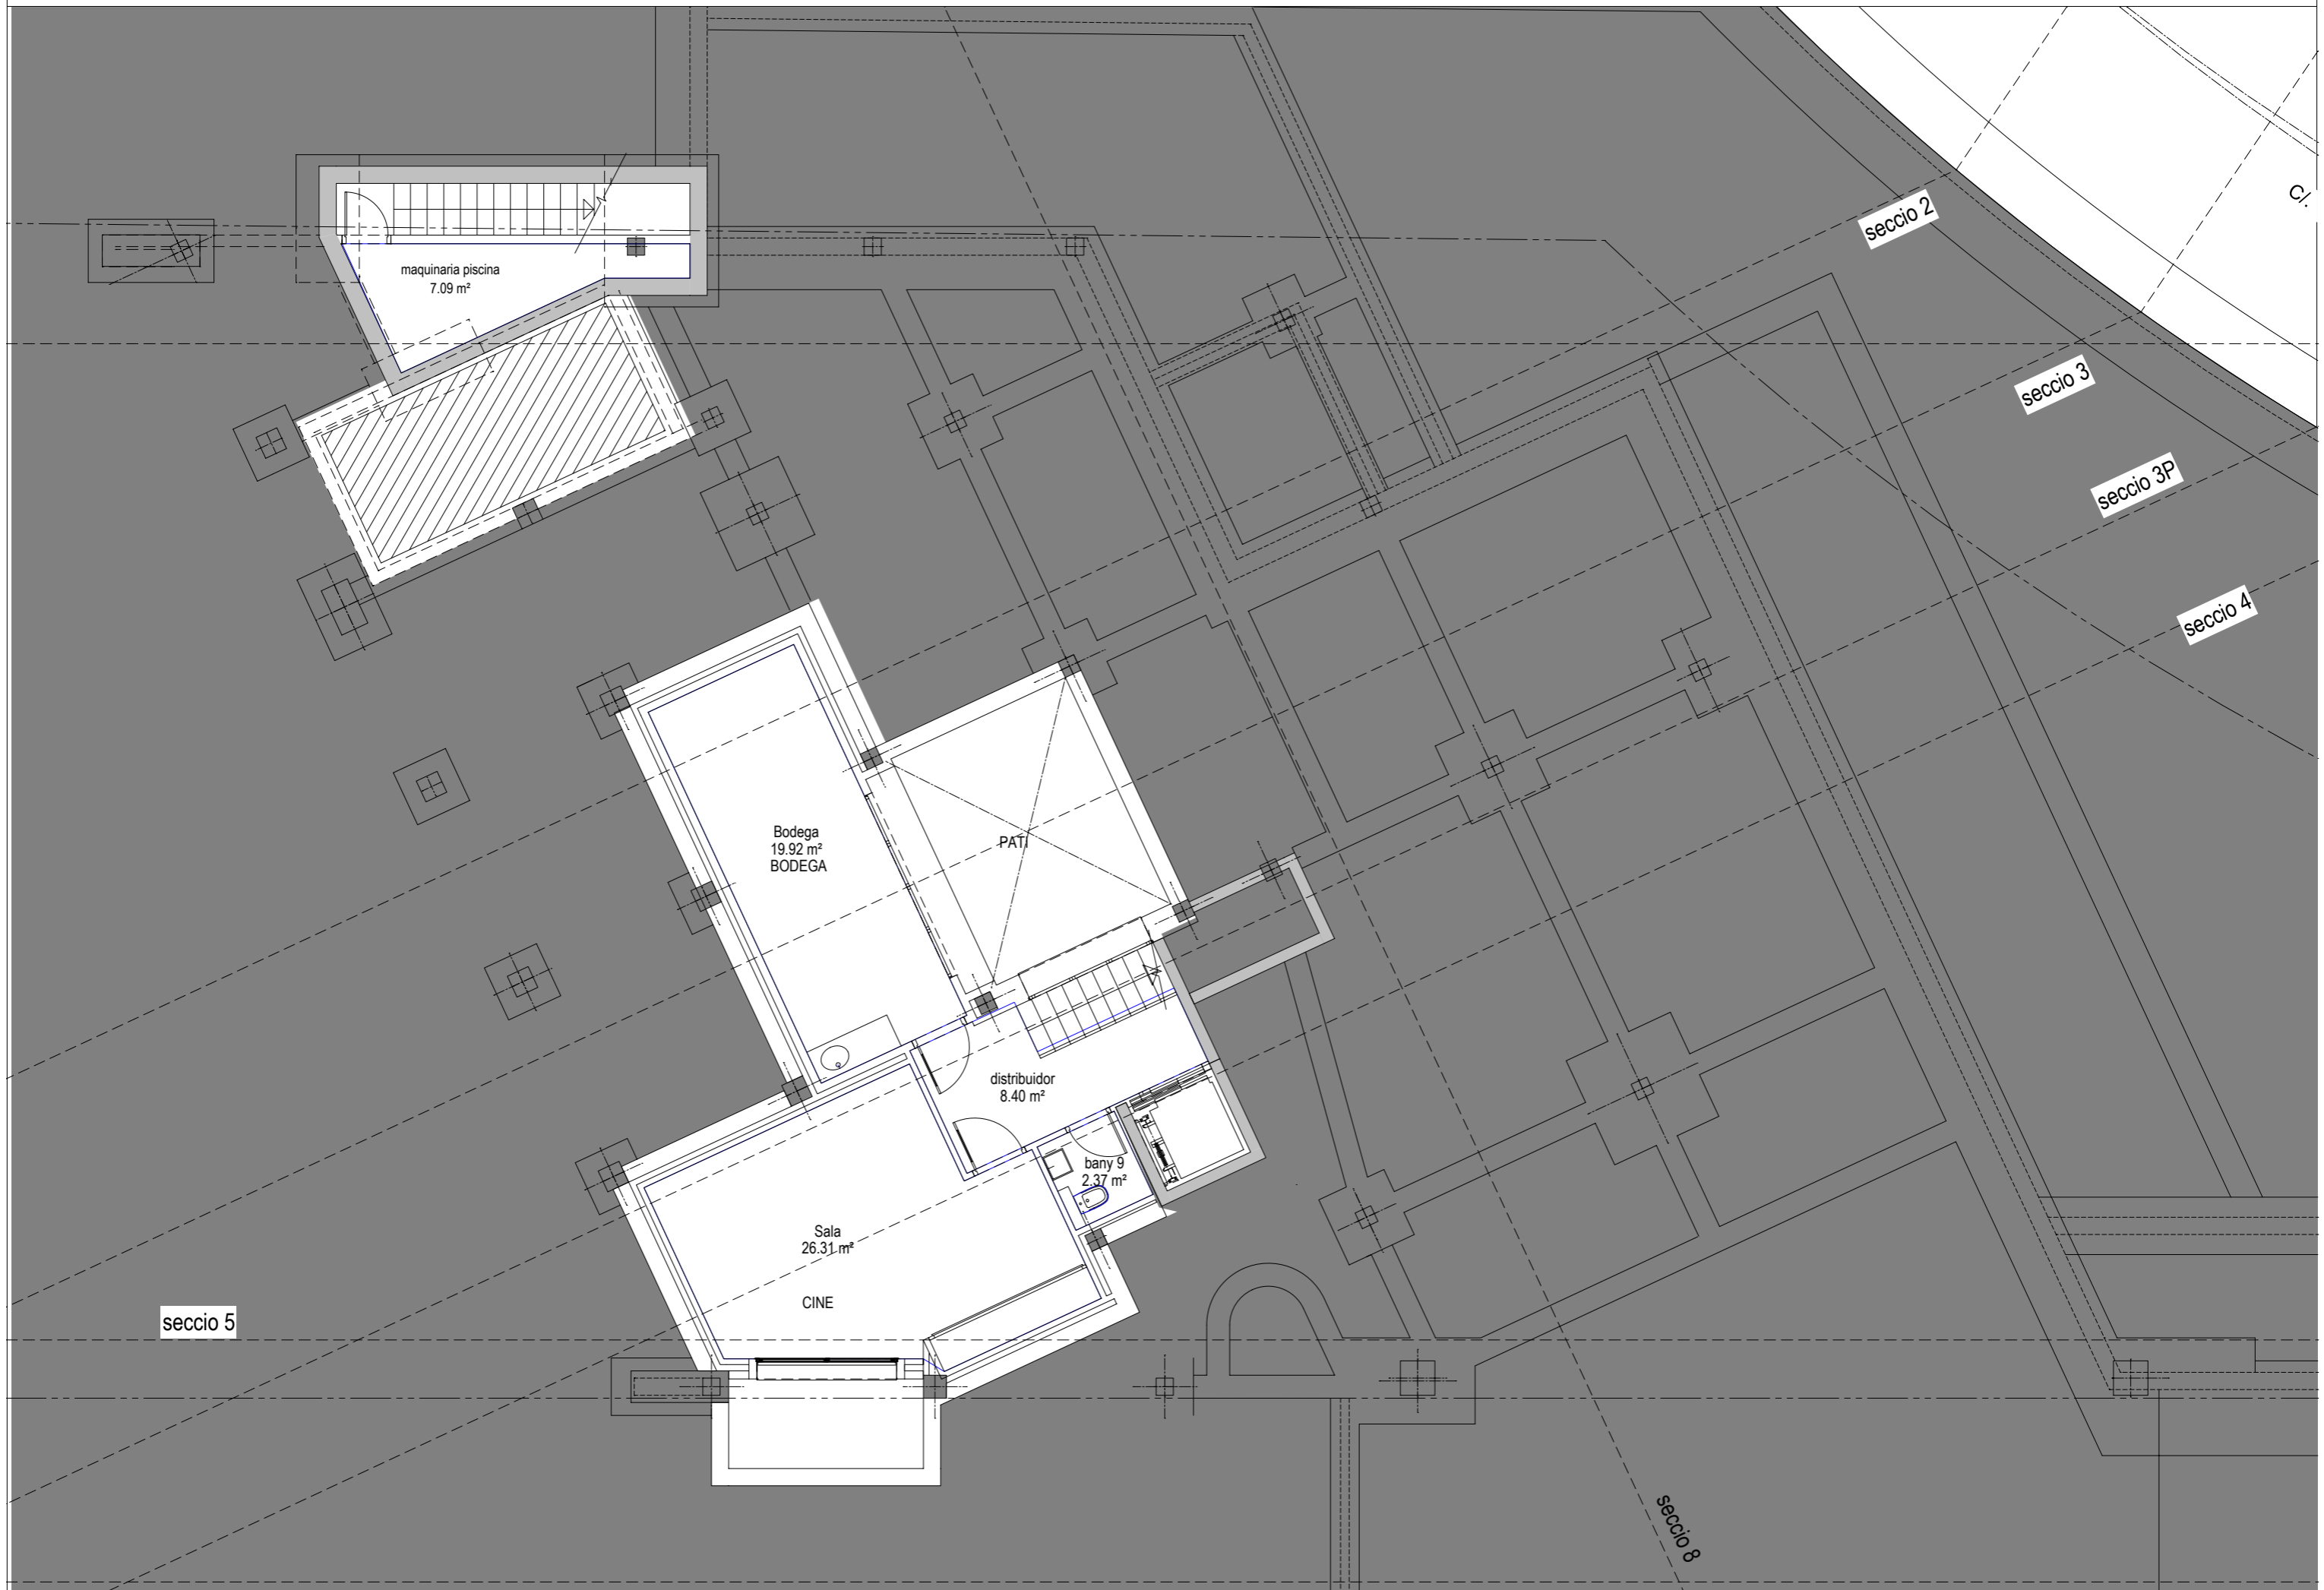 C/.
seccio 2
maquinaria piscina
7.09 m²
seccio 3
seccio 3P
seccio 4
Bodega
19.92 m²
BODEGA
PATI
distribuidor
8.40 m²
bany 9
2.37 m²
Sala
26.31 m²
CINE
seccio 5
seccio 8